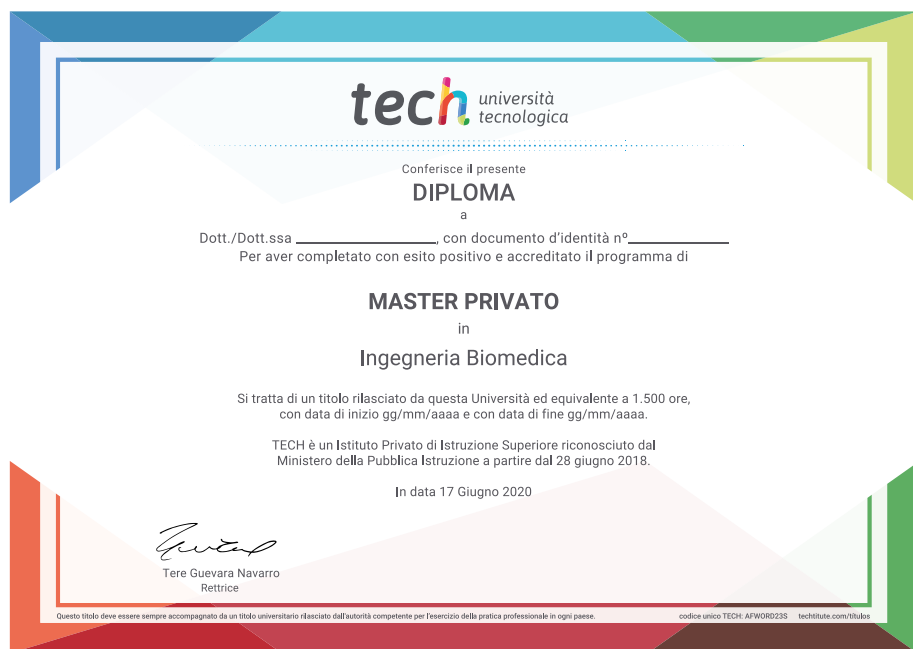 tech università
tecnologica
Conferisce il presente
DIPLOMA
a
Dott./Dott.ssa ________________, con documento d'identità nº____________
Per aver completato con esito positivo e accreditato il programma di
MASTER PRIVATO
in
Ingegneria Biomedica
Si tratta di un titolo rilasciato da questa Università ed equivalente a 1.500 ore,
con data di inizio gg/mm/aaaa e con data di fine gg/mm/aaaa.
TECH è un Istituto Privato di Istruzione Superiore riconosciuto dal
Ministero della Pubblica Istruzione a partire dal 28 giugno 2018.
In data 17 Giugno 2020
Tere Guevara Navarro
Rettrice
Questo titolo deve essere sempre accompagnato da un titolo universitario rilasciato dall'autorità competente per l'esercizio della pratica professionale in ogni paese. codice unico TECH: AFWORD23S techtitute.com/títulos